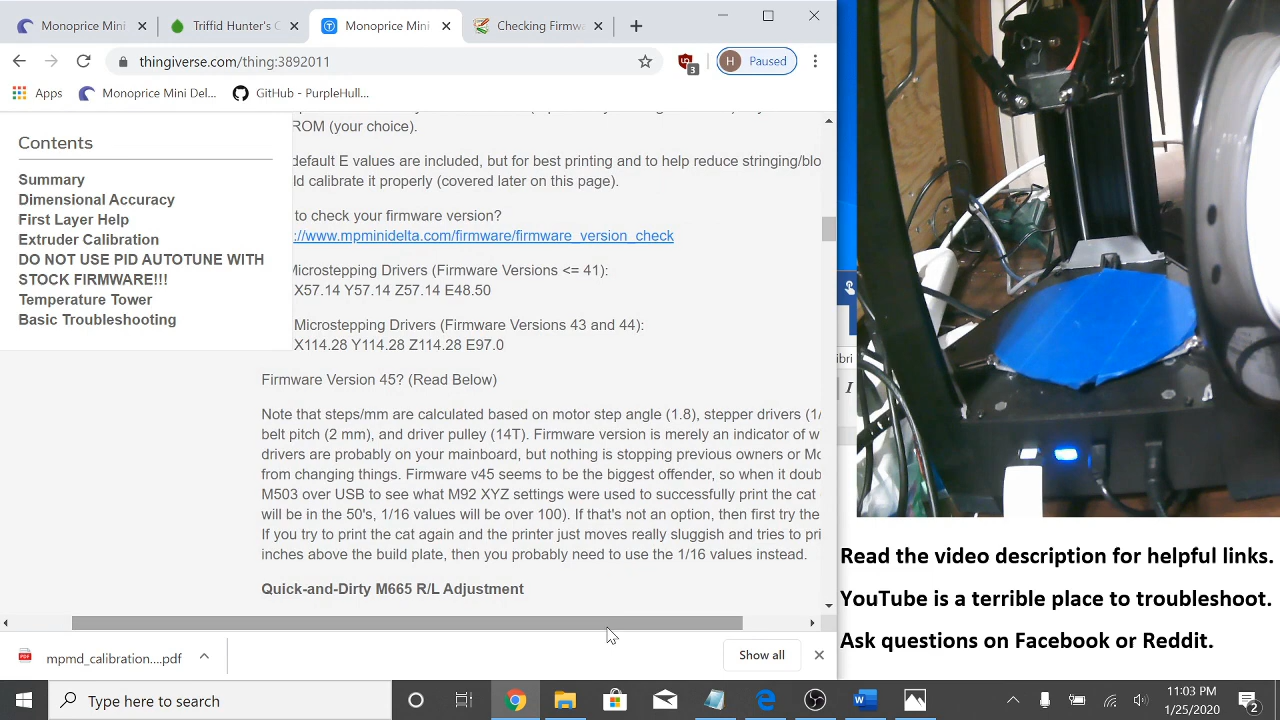 Monoprice Mini
Triffid Hunter's C
Monoprice Mini
Checking Firmw
thingiverse.com/thing:3892011
3
H
Paused
Apps
Monoprice Mini Del...
GitHub - PurpleHull...
Contents
Summary
Dimensional Accuracy
First Layer Help
Extruder Calibration
DO NOT USE PID AUTOTUNE WITH
STOCK FIRMWARE!!!
Temperature Tower
Basic Troubleshooting
ROM (your choice).
default E values are included, but for best printing and to help reduce stringing/blo
ld calibrate it properly (covered later on this page).
to check your firmware version?
://www.mpminidelta.com/firmware/firmware_version_check
Microstepping Drivers (Firmware Versions <= 41):
X57.14 Y57.14 Z57.14 E48.50
Microstepping Drivers (Firmware Versions 43 and 44):
X114.28 Y114.28 Z114.28 E97.0
Firmware Version 45? (Read Below)
Note that steps/mm are calculated based on motor step angle (1.8), stepper drivers (1/
belt pitch (2 mm), and driver pulley (14T). Firmware version is merely an indicator of w
drivers are probably on your mainboard, but nothing is stopping previous owners or Mo
from changing things. Firmware v45 seems to be the biggest offender, so when it doub
M503 over USB to see what M92 XYZ settings were used to successfully print the cat
will be in the 50's, 1/16 values will be over 100). If that's not an option, then first try the
If you try to print the cat again and the printer just moves really sluggish and tries to pri
inches above the build plate, then you probably need to use the 1/16 values instead.
Quick-and-Dirty M665 R/L Adjustment
ibri
I
Read the video description for helpful links.
YouTube is a terrible place to troubleshoot.
Ask questions on Facebook or Reddit.
mpmd_calibration....pdf
Show all
Type here to search
11:03 PM
1/25/2020
2